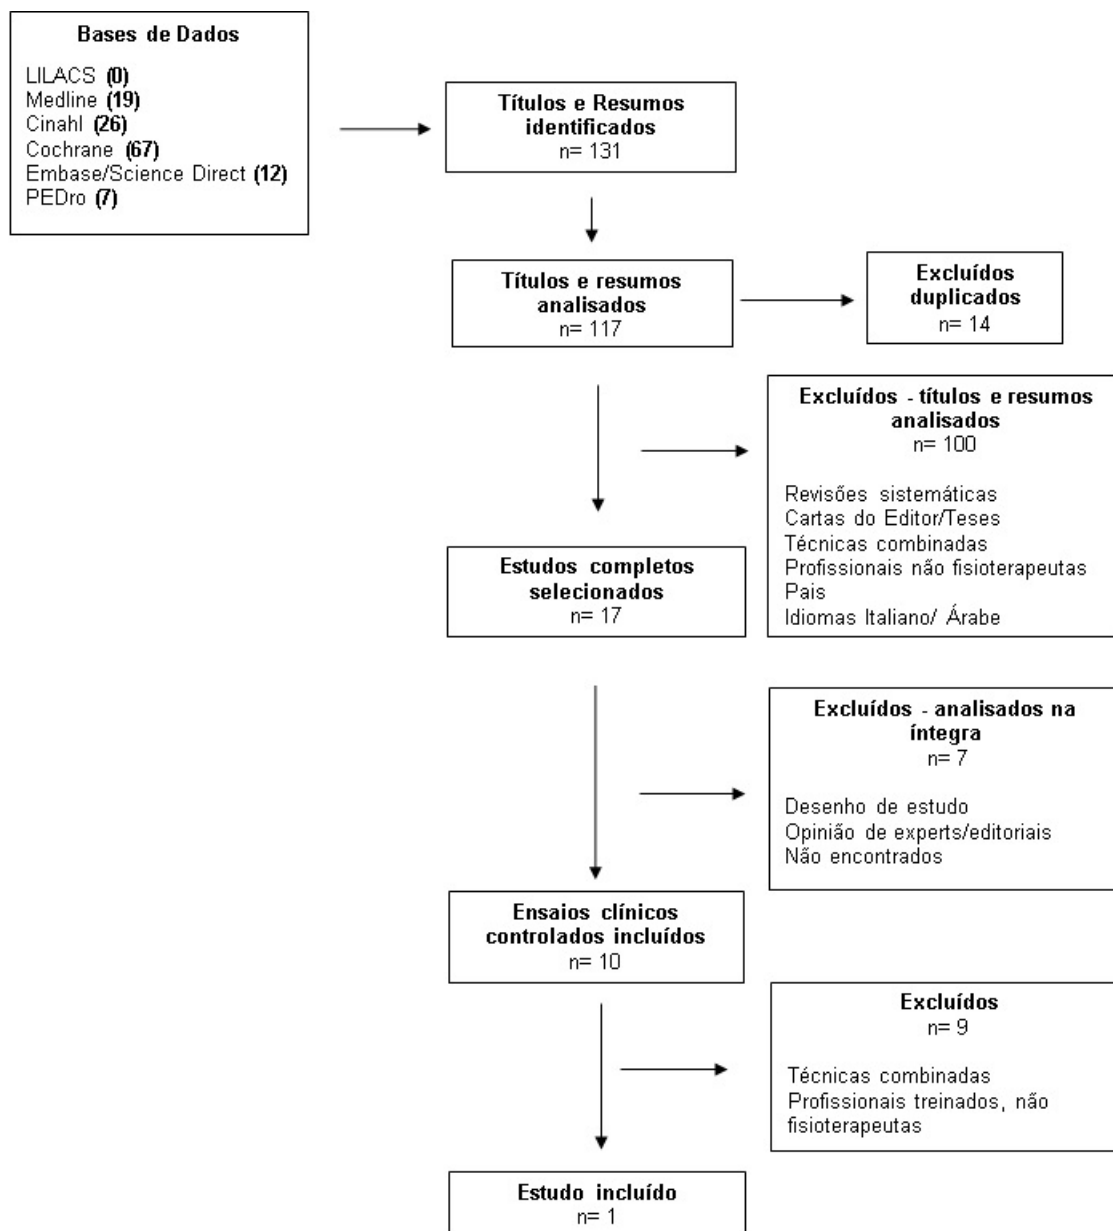 Bases de Dados
LILACS (0)
Medline (19)
Cinahl (26)
Cochrane (67)
Embase/Science Direct (12)
PEDro (7)
Títulos e Resumos
identificados
n= 131
Títulos e resumos
analisados
n= 117
Excluídos
duplicados
n= 14
Excluídos - títulos e resumos
analisados
n= 100
Revisões sistemáticas
Cartas do Editor/Teses
Técnicas combinadas
Profissionais não fisioterapeutas
Pais
Idiomas Italiano/ Árabe
Estudos completos
selecionados
n= 17
Excluídos - analisados na
íntegra
n= 7
Desenho de estudo
Opinião de experts/editoriais
Não encontrados
Ensaios clínicos
controlados incluídos
n= 10
Excluídos
n= 9
Técnicas combinadas
Profissionais treinados, não
fisioterapeutas
Estudo incluído
n= 1